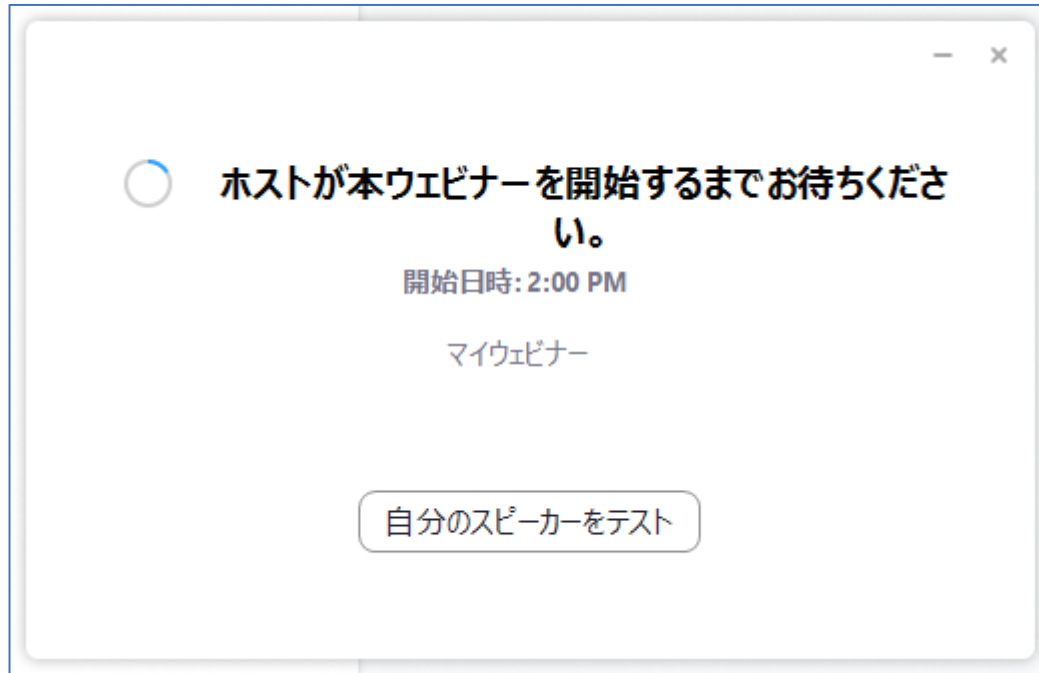 ホストが本ウェビナーを開始するまでお待ちくださ
い。
開始日時: 2:00 PM
マイウェビナー
自分のスピーカーをテスト